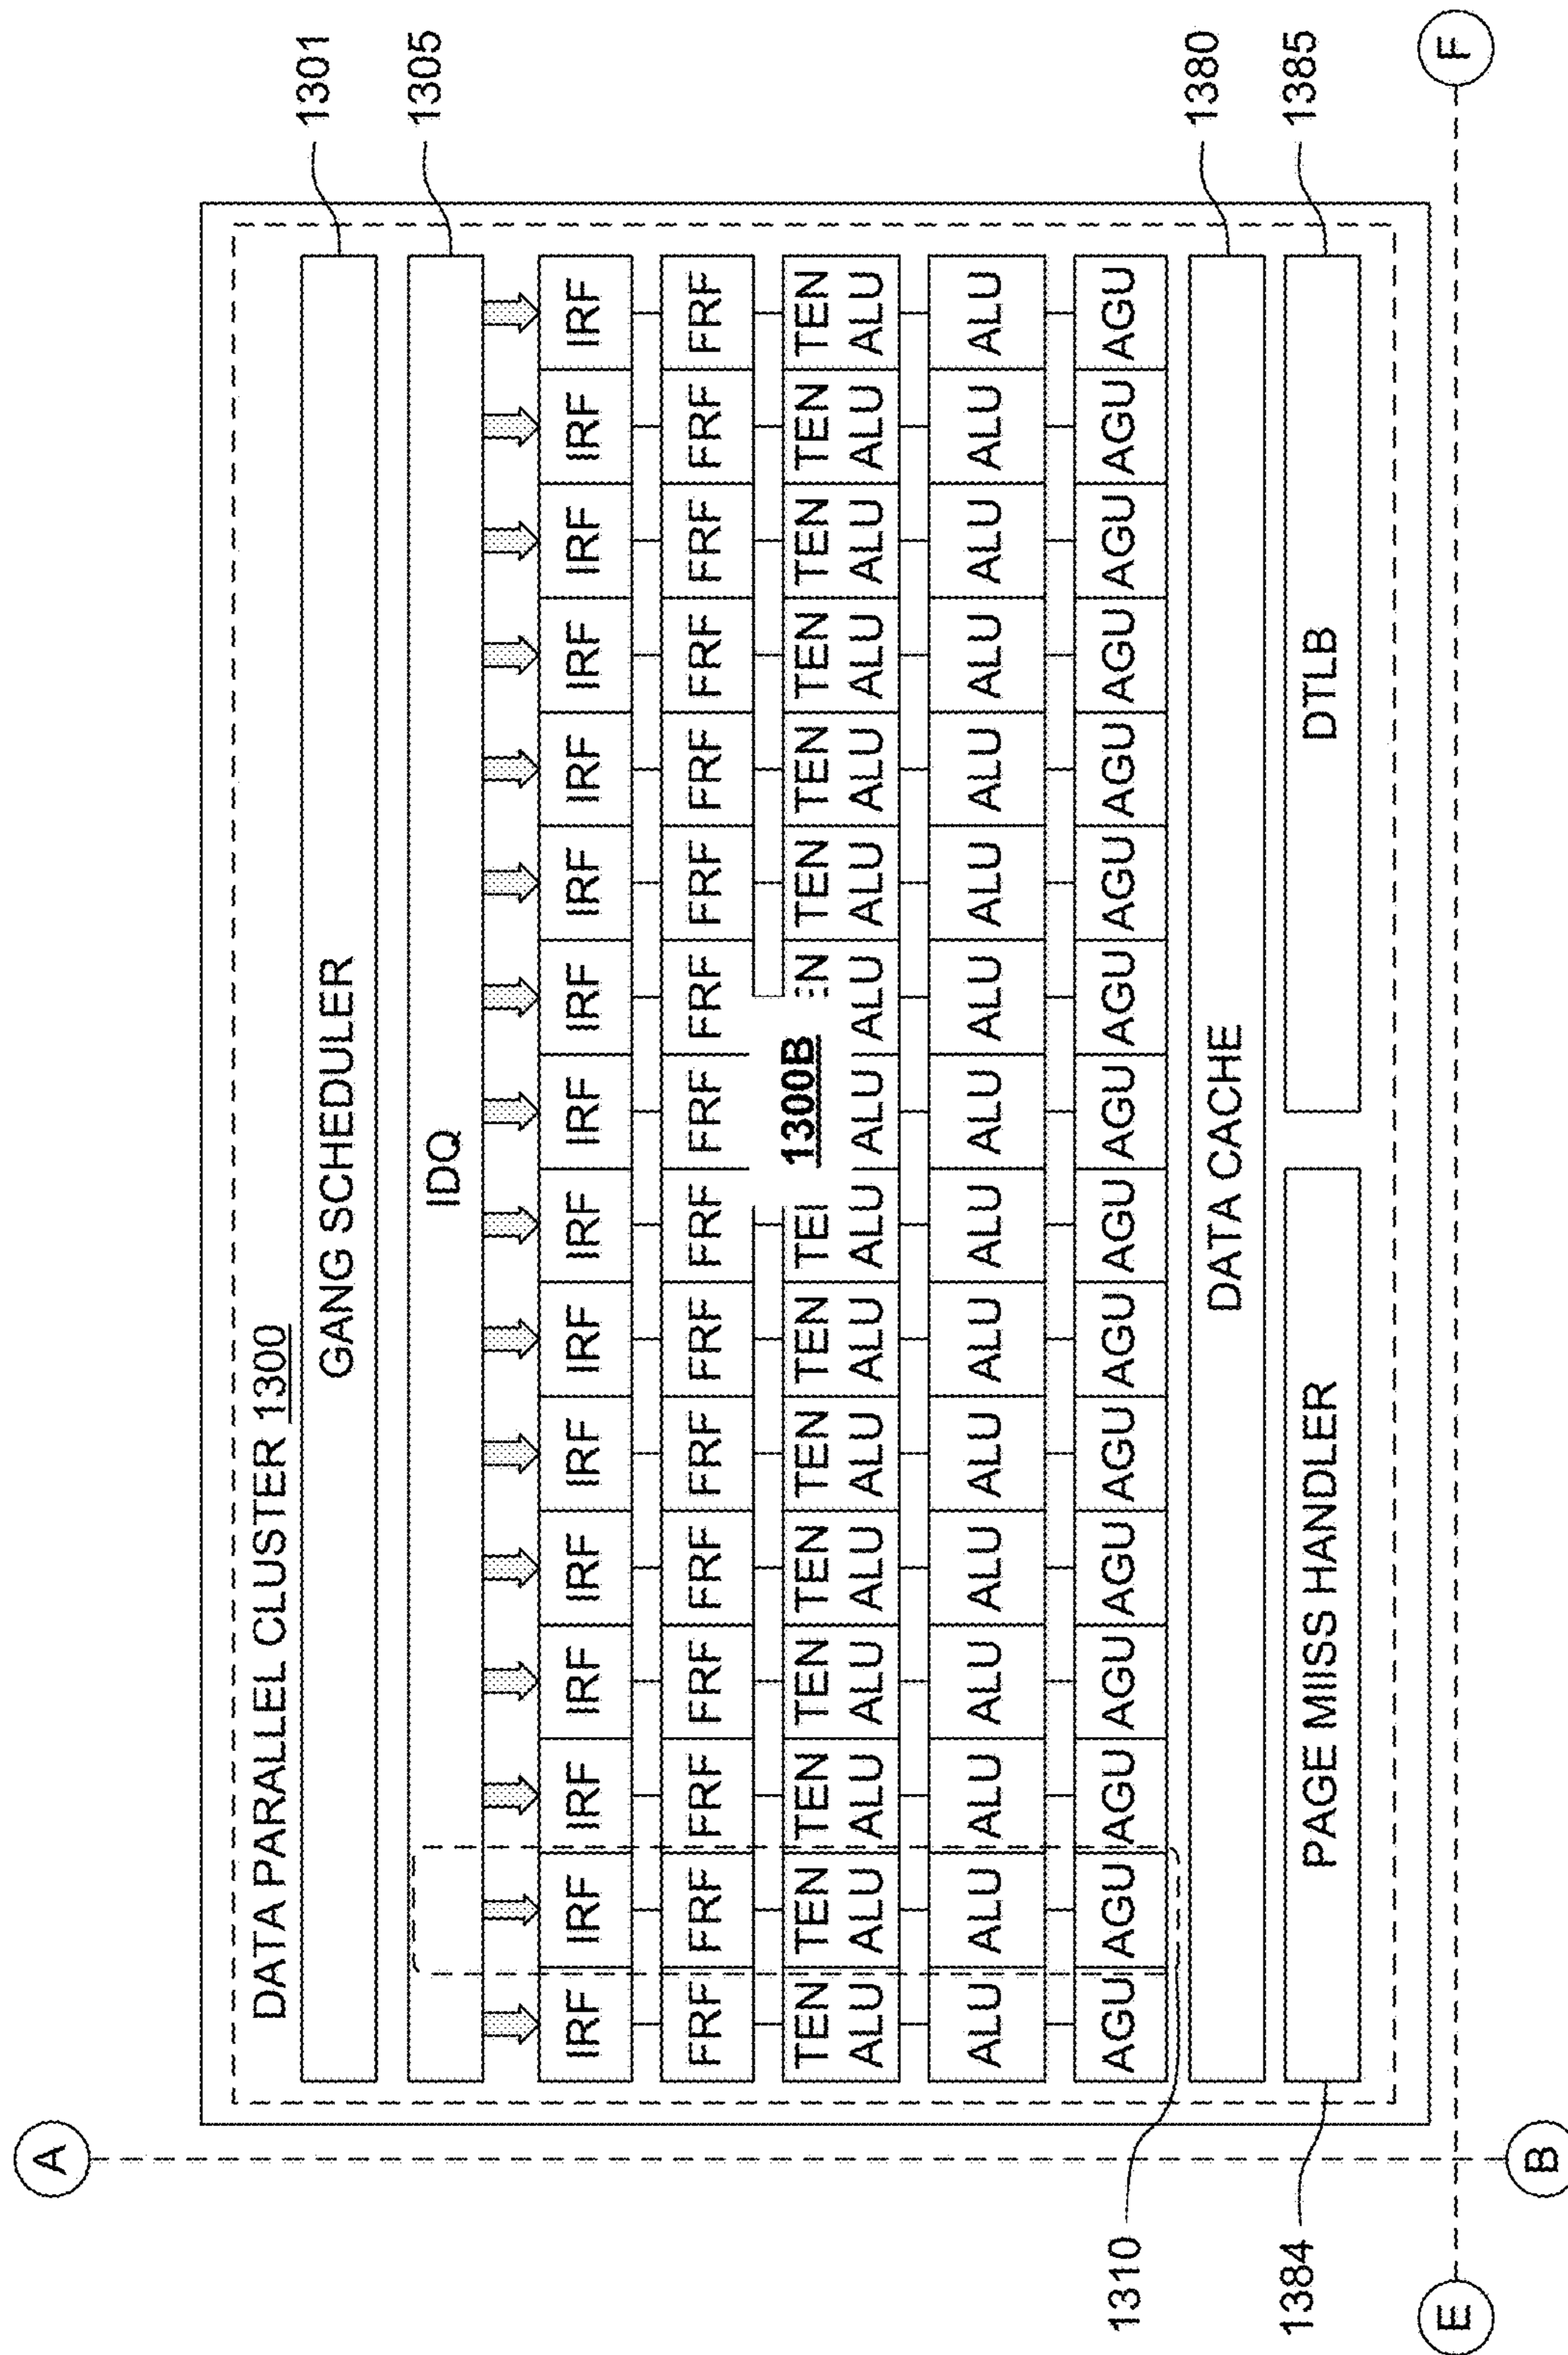 A
DATA PARALLEL CLUSTER 1300
GANG SCHEDULER
1301
IDQ
1305
IRF IRF IRF IRF IRF IRF IRF IRF IRF IRF IRF IRF IRF IRF IRF IRF
FRF FRF FRF FRF FRF FRF FRF FRF FRF FRF FRF FRF FRF FRF FRF FRF
TEN TEN TEN TEN TEN TEN TEN 1300B TEN TEN TEN TEN TEN TEN
ALU ALU ALU ALU ALU ALU ALU ALU ALU ALU ALU ALU ALU ALU ALU ALU
ALU ALU ALU ALU ALU ALU ALU ALU ALU ALU ALU ALU ALU ALU ALU ALU
AGU AGU AGU AGU AGU AGU AGU AGU AGU AGU AGU AGU AGU AGU AGU AGU
1310
DATA CACHE
1380
1384
PAGE MIISS HANDLER
DTLB
1385
E
F
B